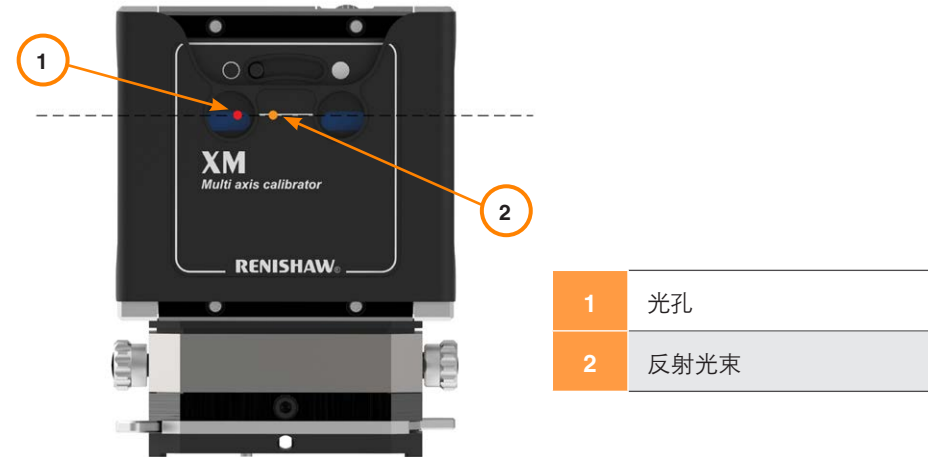 1
XM
Multi axis calibrator
2
RENISHAW®
1 光孔
2 反射光束